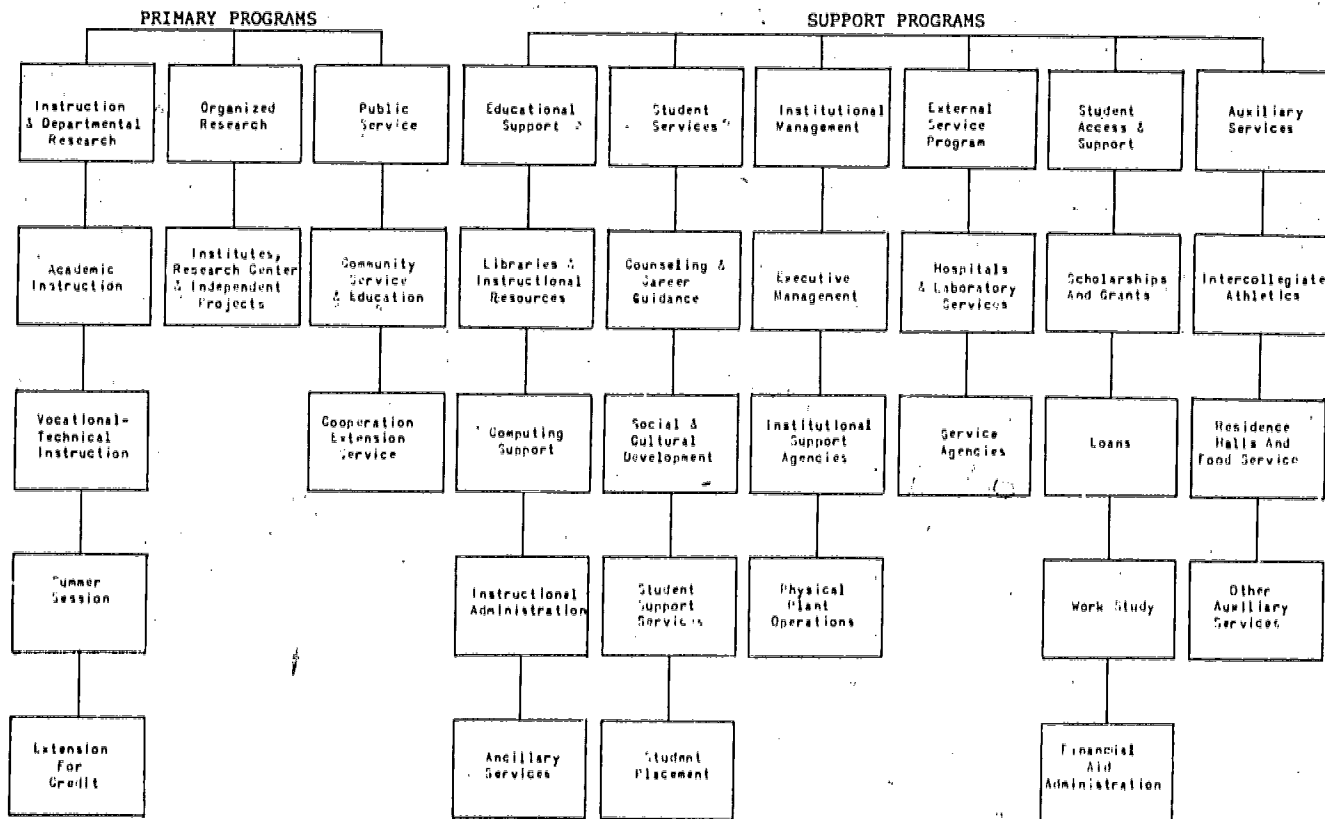 PRIMARY PROGRAMS
SUPPORT PROGRAMS
Instruction
& Departmental
Research
Organized
Research
Public
Service
Educational
Support
Student
Services
Institutional
Management
External
Service
Program
Student
Access &
Support
Auxiliary
Services
Academic
Instruction
Institutes,
Research Center
& Independent
Projects
Community
Service
& Education
Libraries &
Instructional
Resources
Counseling &
Career
Guidance
Executive
Management
Hospitals
& Laboratory
Services
Scholarships
And Grants
Intercollegiate
Athletics
Vocational-
Technical
Instruction
Cooperation
Extension
Service
Computing
Support
Social &
Cultural
Development
Institutional
Support
Agencies
Service
Agencies
Loans
Residence
Halls And
Food Service
Summer
Session
Instructional
Administration
Student
Support
Services
Physical
Plant
Operations
Work Study
Other
Auxiliary
Services
Extension
For
Credit
Ancillary
Services
Student
Placement
Financial
Aid
Administration